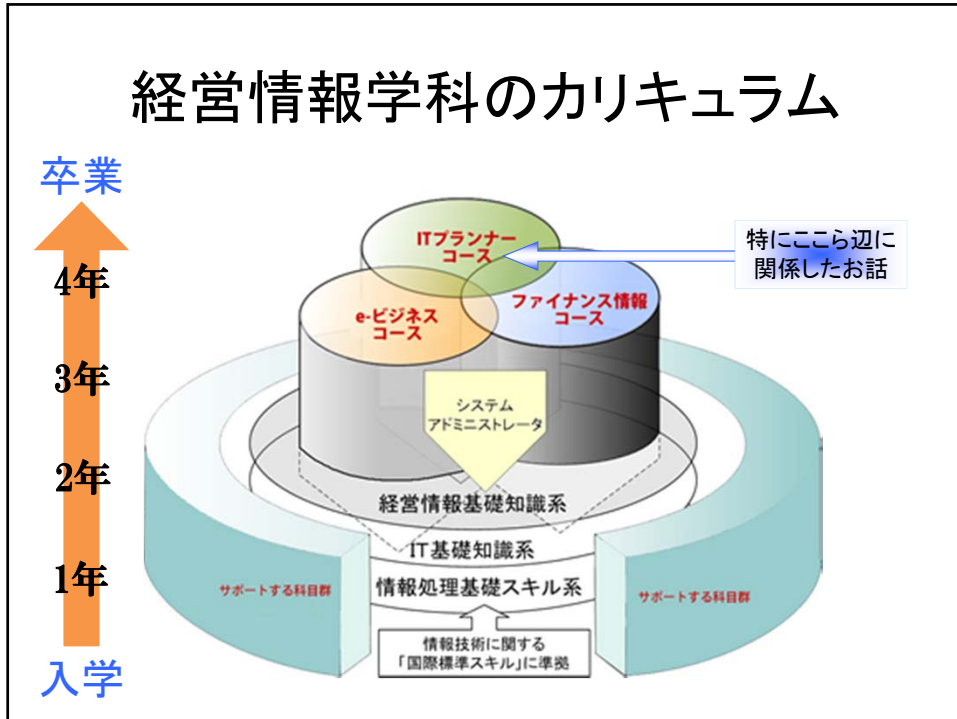 経営情報学科のカリキュラム
卒業
4年
3年
2年
1年
入学
ITプランナー
コース
特にここら辺に
関係したお話
e-ビジネス
コース
ファイナンス情報
コース
システム
アドミニストレータ
経営情報基礎知識系
IT基礎知識系
情報処理基礎スキル系
サポートする科目群
サポートする科目群
情報技術に関する
「国際標準スキル」に準拠